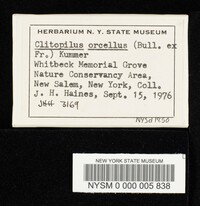 HERBARIUM N. Y. STATE MUSEUM
Clitopilus orcellus (Bull. ex
Fr.) Kummer
Whitbeck Memorial Grove
Nature Conservancy Area,
New Salem, New York, Coll.
J. H. Haines, Sept. 15, 1976
JHH 3169
NEW YORK STATE MUSEUM
NYSM 0 000 005 838